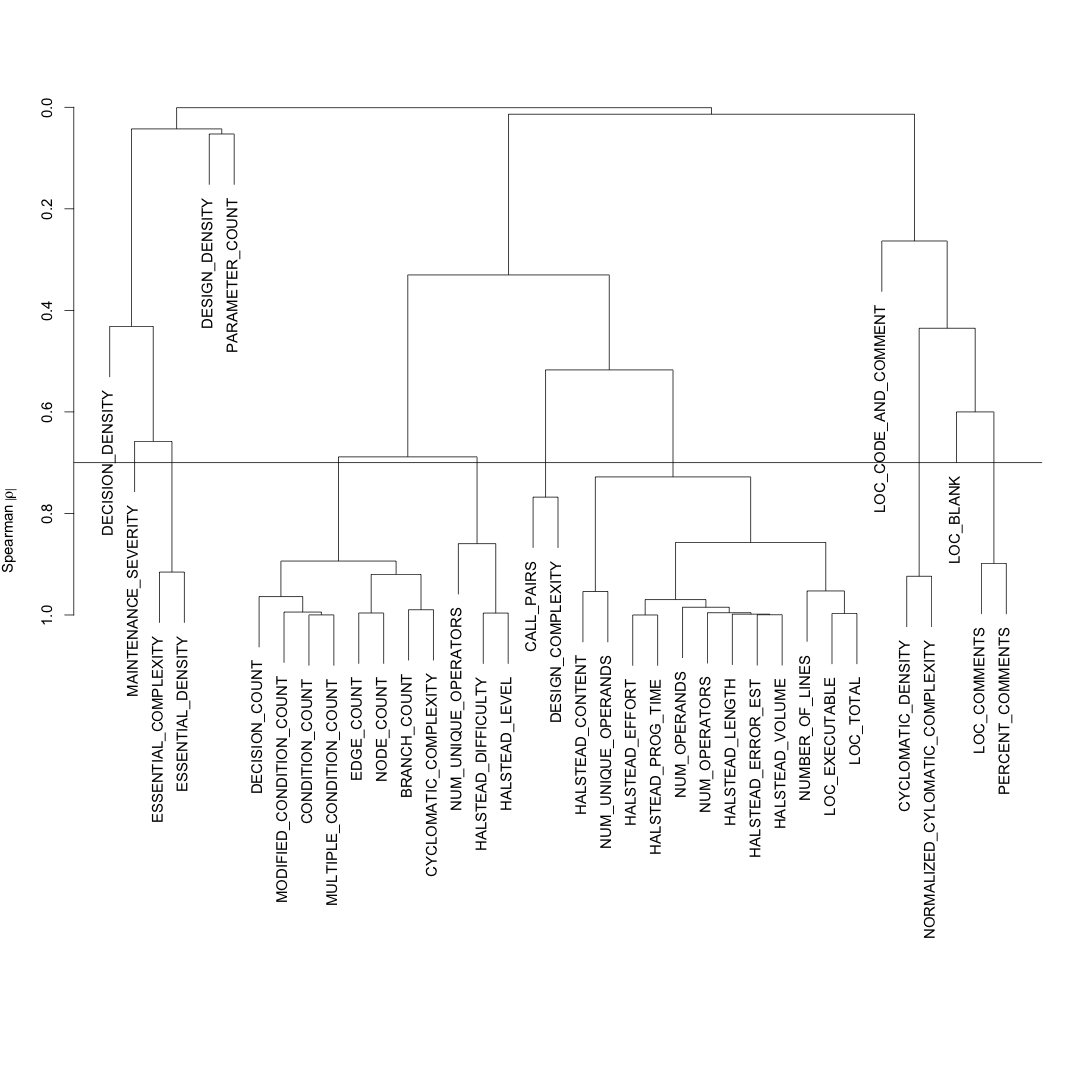 Spearman |ρ|
0.0
0.2
0.4
0.6
0.8
1.0
DECISION_DENSITY
MAINTENANCE_SEVERITY
ESSENTIAL_COMPLEXITY
ESSENTIAL_DENSITY
DESIGN_DENSITY
PARAMETER_COUNT
DECISION_COUNT
MODIFIED_CONDITION_COUNT
CONDITION_COUNT
MULTIPLE_CONDITION_COUNT
EDGE_COUNT
NODE_COUNT
BRANCH_COUNT
CYCLOMATIC_COMPLEXITY
NUM_UNIQUE_OPERATORS
HALSTEAD_DIFFICULTY
HALSTEAD_LEVEL
CALL_PAIRS
DESIGN_COMPLEXITY
HALSTEAD_CONTENT
NUM_UNIQUE_OPERANDS
HALSTEAD_EFFORT
HALSTEAD_PROG_TIME
NUM_OPERANDS
NUM_OPERATORS
HALSTEAD_LENGTH
HALSTEAD_ERROR_EST
HALSTEAD_VOLUME
NUMBER_OF_LINES
LOC_EXECUTABLE
LOC_TOTAL
LOC_CODE_AND_COMMENT
CYCLOMATIC_DENSITY
NORMALIZED_CYLOMATIC_COMPLEXITY
LOC_BLANK
LOC_COMMENTS
PERCENT_COMMENTS